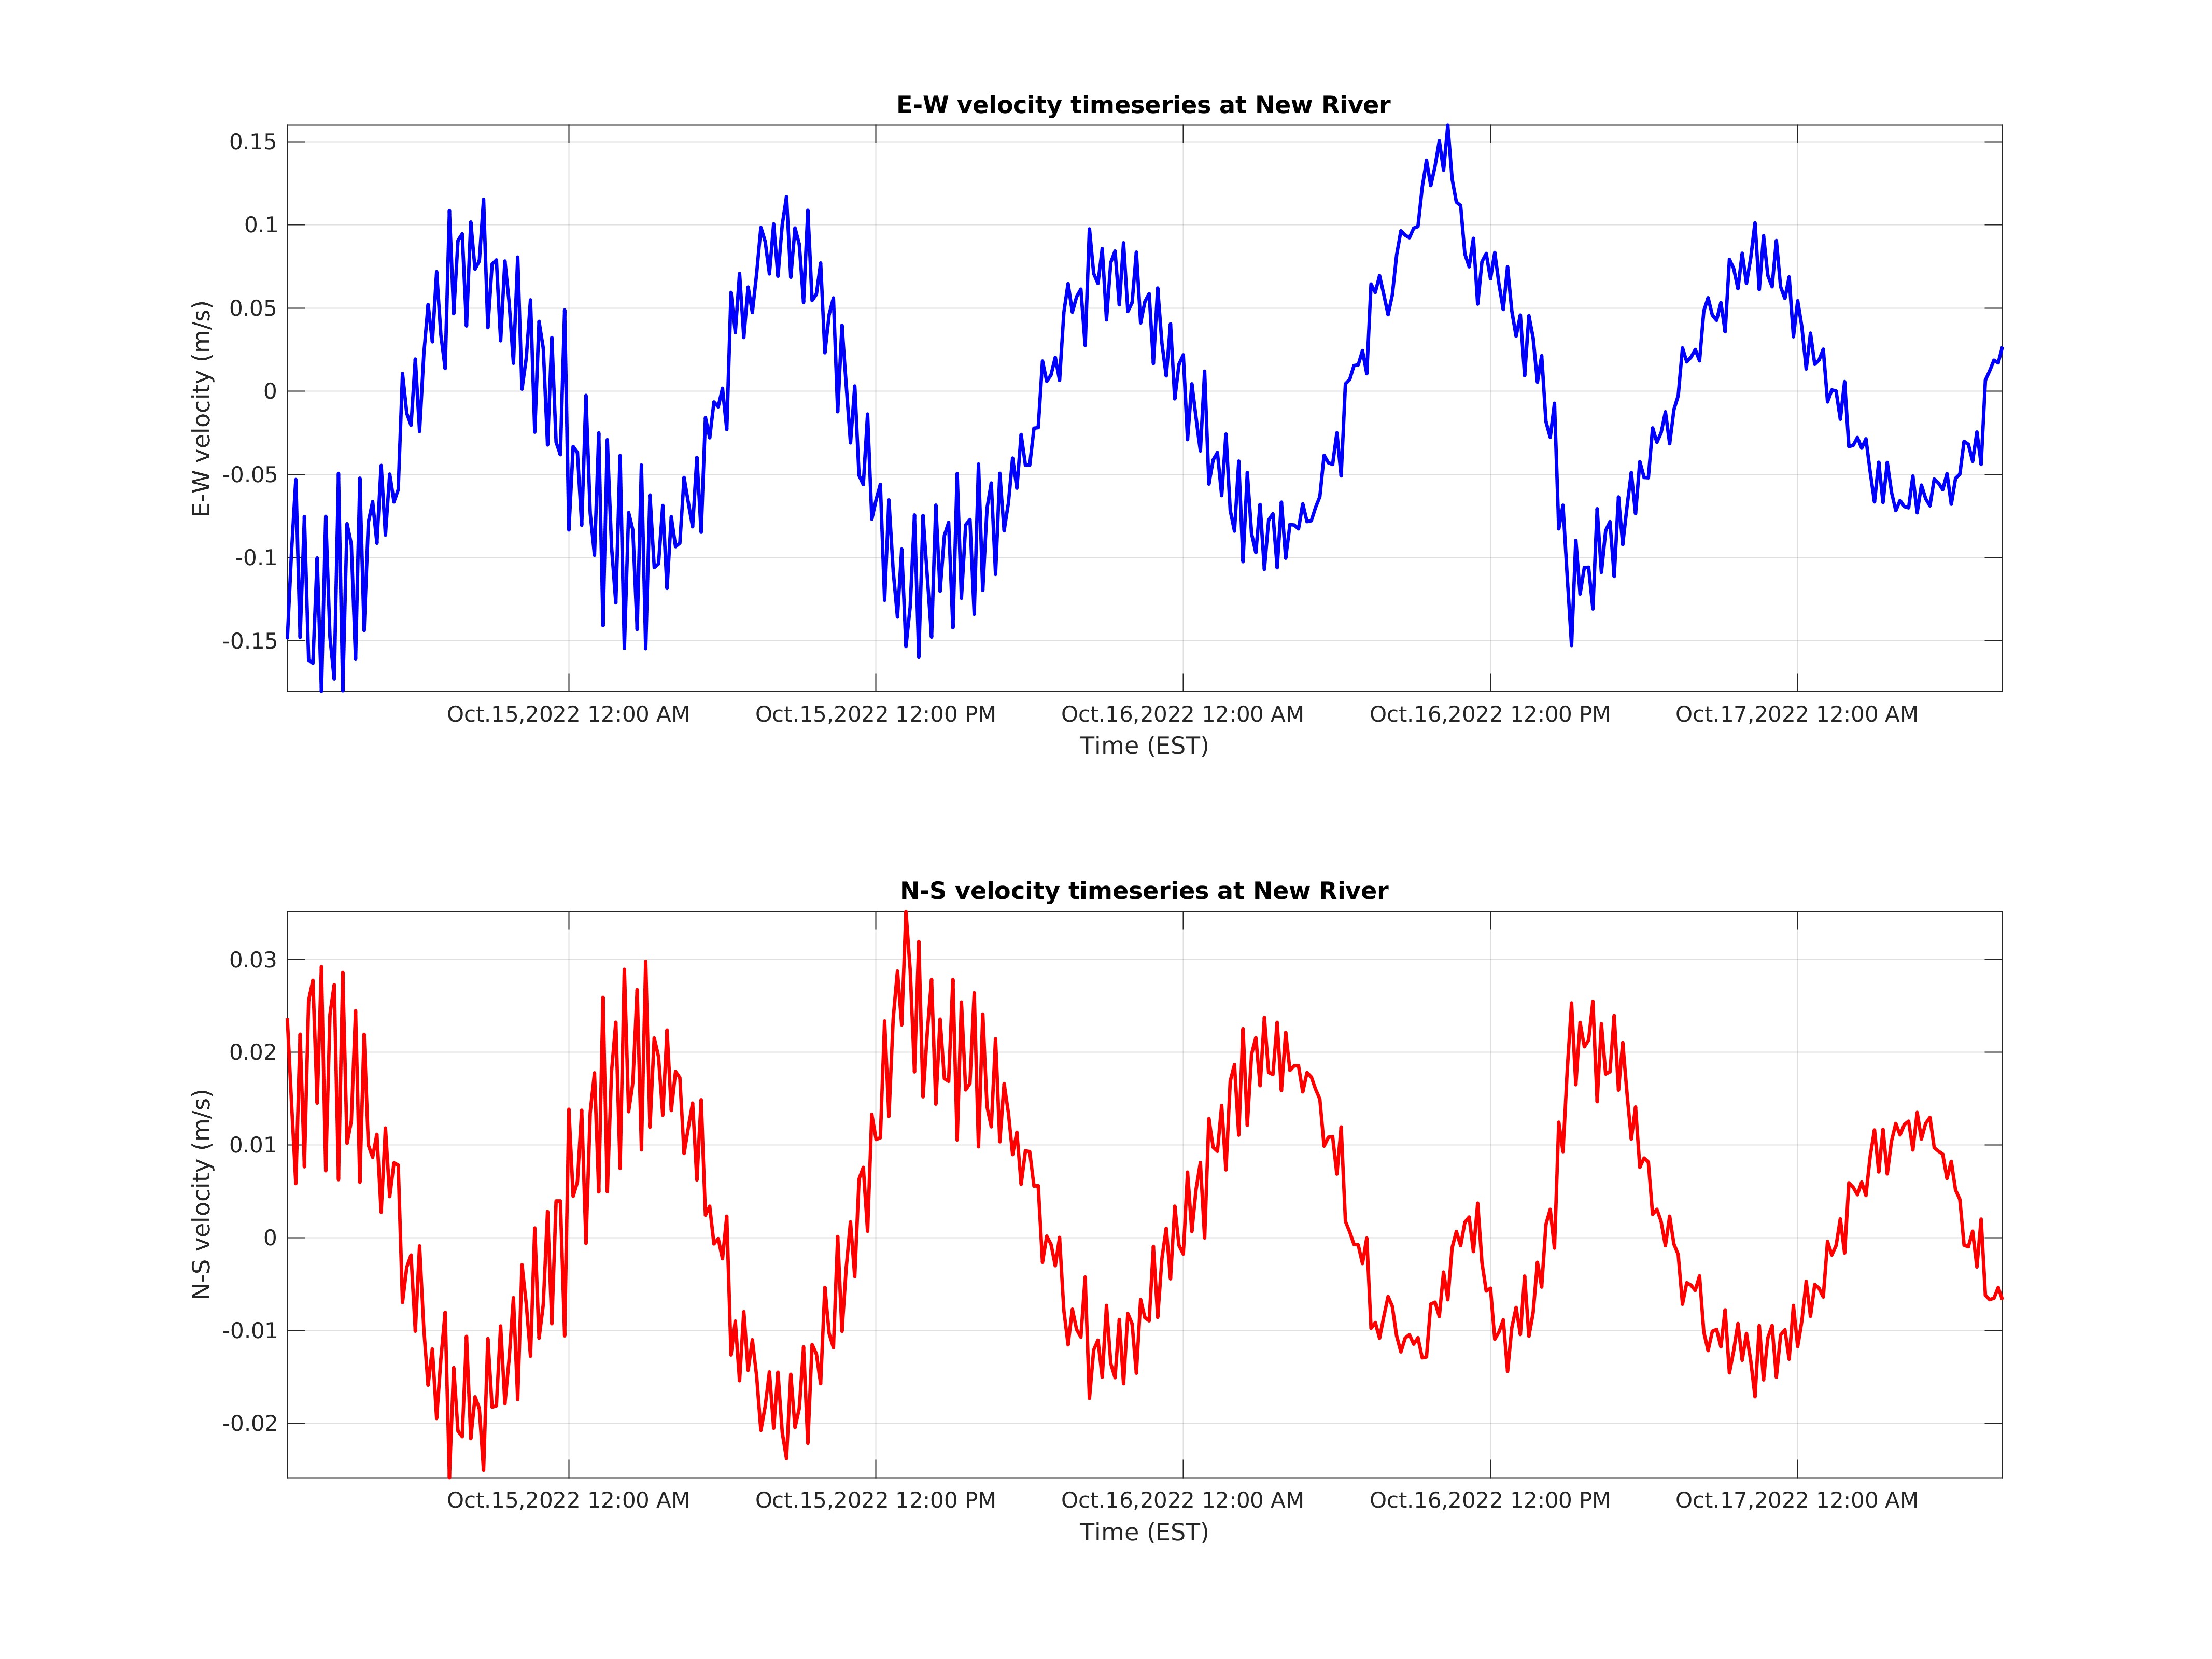 E-W velocity timeseries at New River
E-W velocity (m/s)
0.15
0.1
0.05
0
-0.05
-0.1
-0.15
Oct.15,2022 12:00 AM
Oct.15,2022 12:00 PM
Oct.16,2022 12:00 AM
Oct.16,2022 12:00 PM
Oct.17,2022 12:00 AM
Time (EST)
N-S velocity timeseries at New River
N-S velocity (m/s)
0.03
0.02
0.01
0
-0.01
-0.02
Oct.15,2022 12:00 AM
Oct.15,2022 12:00 PM
Oct.16,2022 12:00 AM
Oct.16,2022 12:00 PM
Oct.17,2022 12:00 AM
Time (EST)